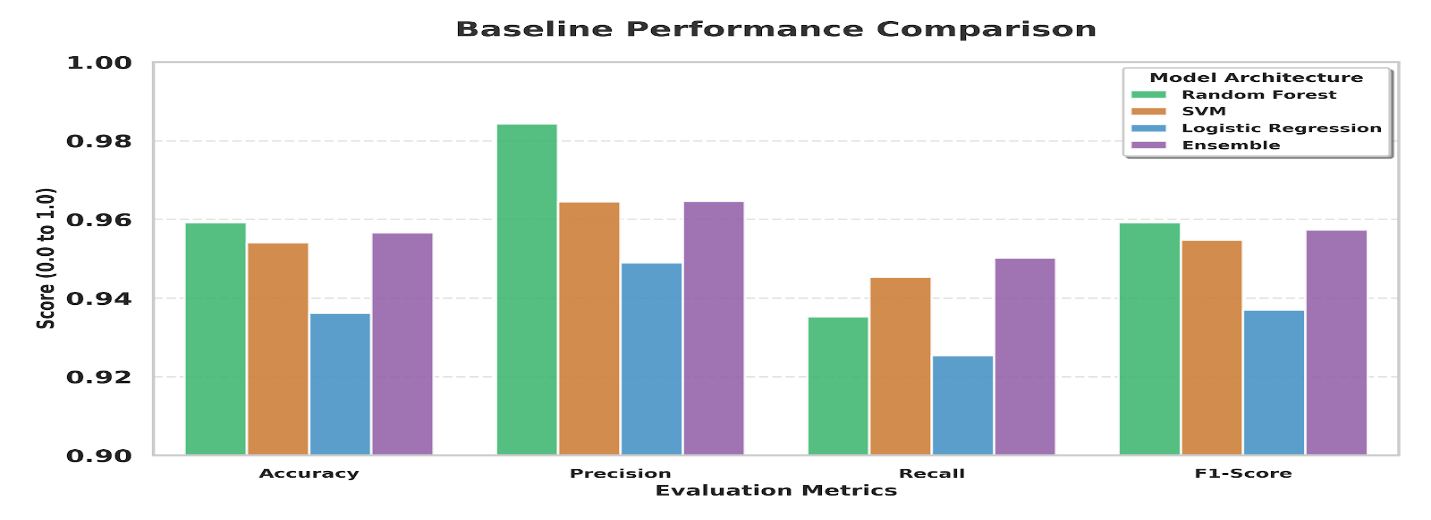 Baseline Performance Comparison
1.00
0.98
0.96
0.94
0.92
0.90
Score (0.0 to 1.0)
Model Architecture
Random Forest
SVM
Logistic Regression
Ensemble
Accuracy
Precision
Recall
F1-Score
Evaluation Metrics